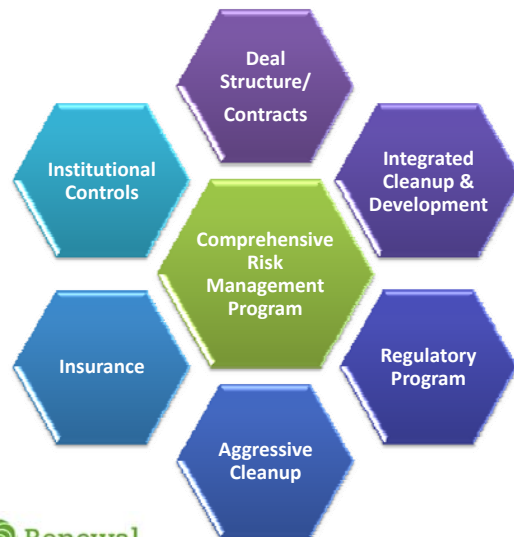 Deal
Structure/
Contracts
Institutional
Controls
Integrated
Cleanup &
Development
Comprehensive
Risk
Management
Program
Insurance
Regulatory
Program
Aggressive
Cleanup
Renewal